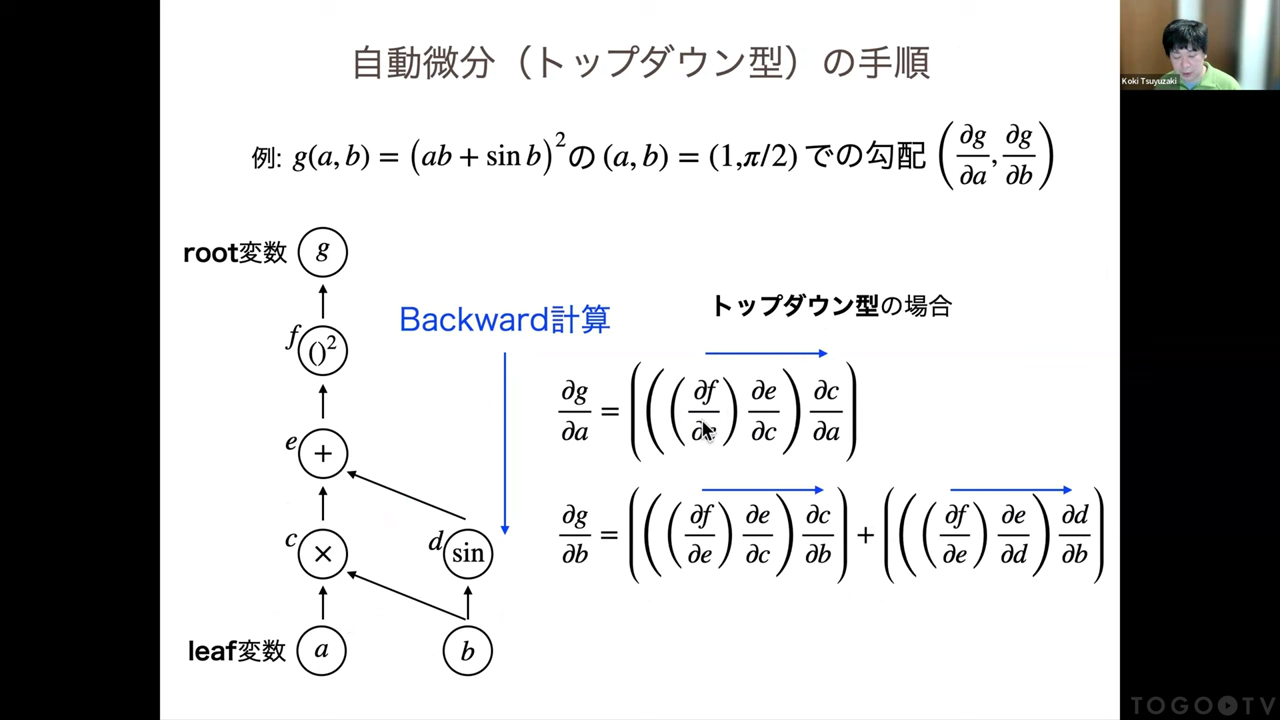 自動微分（トップダウン型）の手順
Koki Tsuyuzaki
例: g(a, b) = (ab + sin b)²の (a, b) = (1,π/2) での勾配 (∂g/∂a, ∂g/∂b)
root変数 g
f ()²
Backward計算
トップダウン型の場合
∂g/∂a = (((∂f/∂e) ∂e/∂c) ∂c/∂a)
e +
∂g/∂b = (((∂f/∂e) ∂e/∂c) ∂c/∂b) + (((∂f/∂e) ∂e/∂d) ∂d/∂b)
c × d sin
leaf変数 a b
TOGO TV